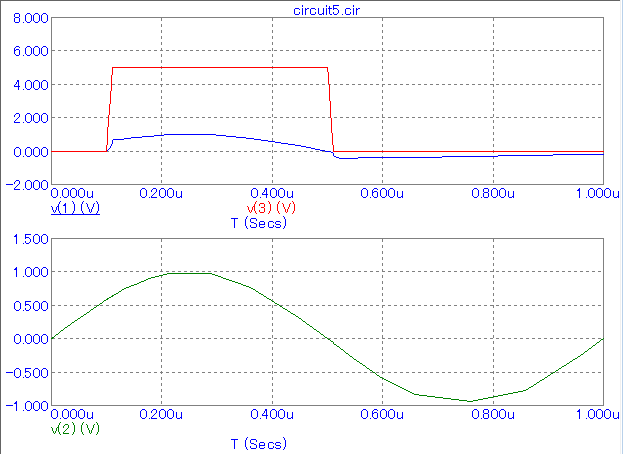 circuit5.cir
8.000
6.000
4.000
2.000
0.000
-2.000
0.000u 0.200u 0.400u 0.600u 0.800u 1.000u
v(1) (V) v(3) (V)
T (Secs)
1.500
1.000
0.500
0.000
-0.500
-1.000
0.000u 0.200u 0.400u 0.600u 0.800u 1.000u
v(2) (V)
T (Secs)